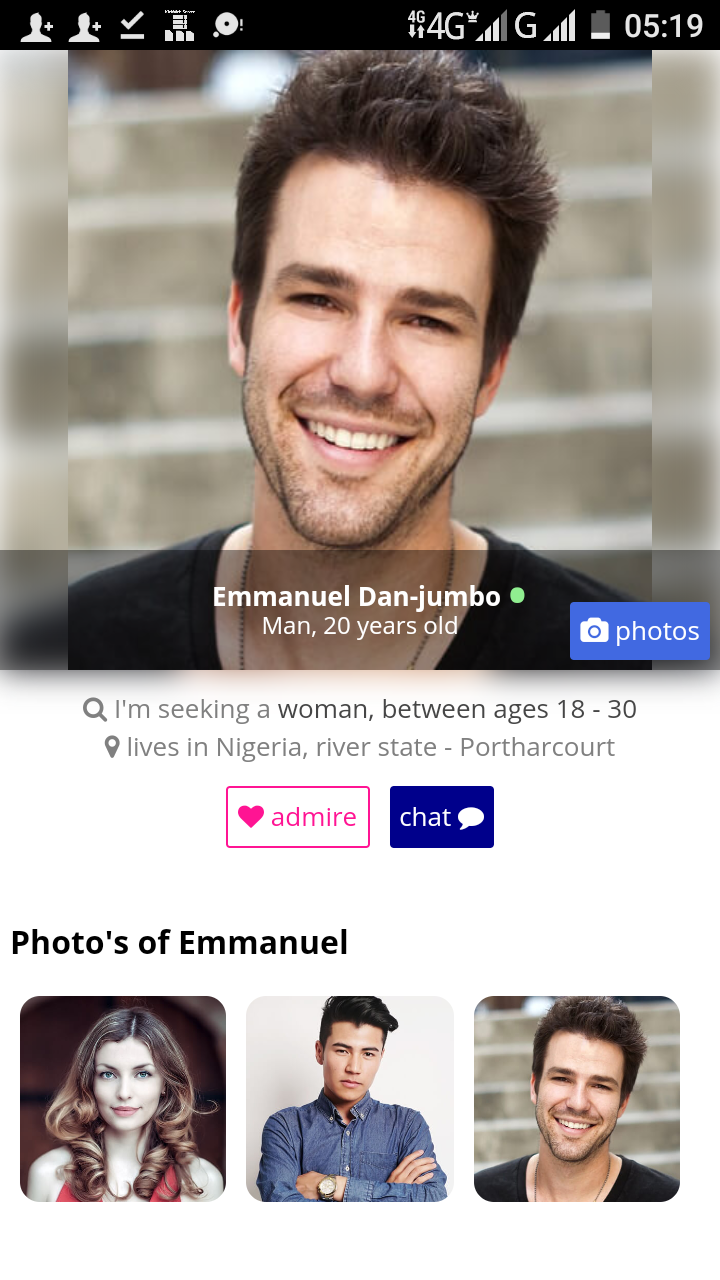 4G 4G G 05:19
Emmanuel Dan-jumbo
Man, 20 years old
photos
I'm seeking a woman, between ages 18 - 30
lives in Nigeria, river state - Portharcourt
admire
chat
Photo's of Emmanuel